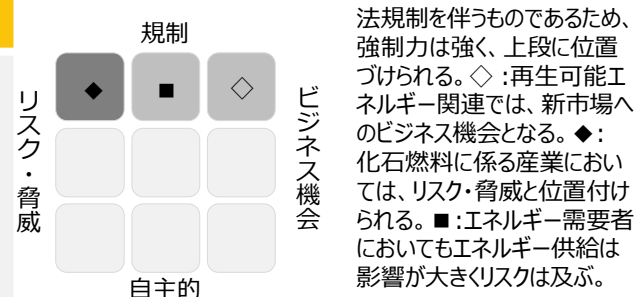 規制
◆ ■ ◇
リスク・脅威
ビジネス機会
自主的
法規制を伴うものであるため、
強制力は強く、上段に位置
づけられる。◇:再生可能エ
ネルギー関連では、新市場へ
のビジネス機会となる。◆:
化石燃料に係る産業におい
ては、リスク・脅威と位置付け
られる。■:エネルギー需要者
においてもエネルギー供給は
影響が大きくリスクは及ぶ。